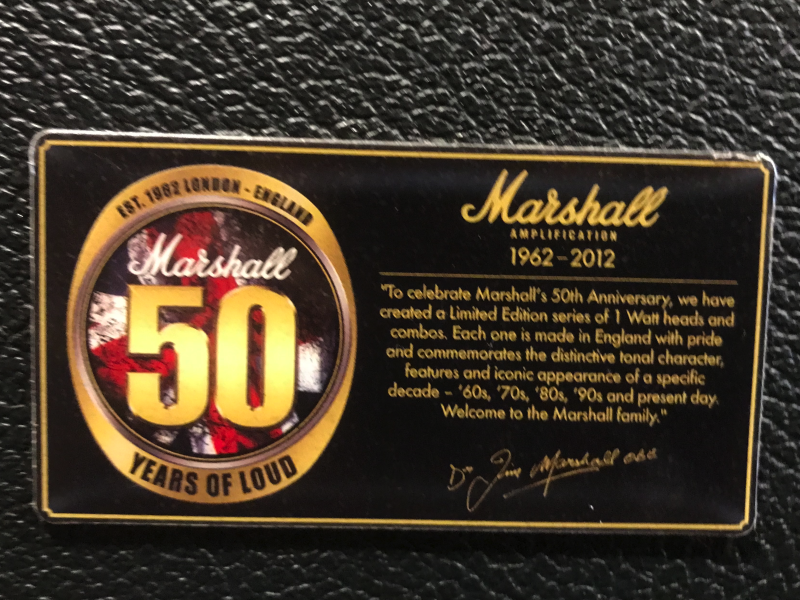 EST. 1962 LONDON - ENGLAND
Marshall
50
YEARS OF LOUD
Marshall
AMPLIFICATION
1962 – 2012
"To celebrate Marshall's 50th Anniversary, we have
created a Limited Edition series of 1 Watt heads and
combos. Each one is made in England with pride
and commemorates the distinctive tonal character,
features and iconic appearance of a specific
decade – '60s, '70s, '80s, '90s and present day.
Welcome to the Marshall family."
Dr Jim Marshall OBE